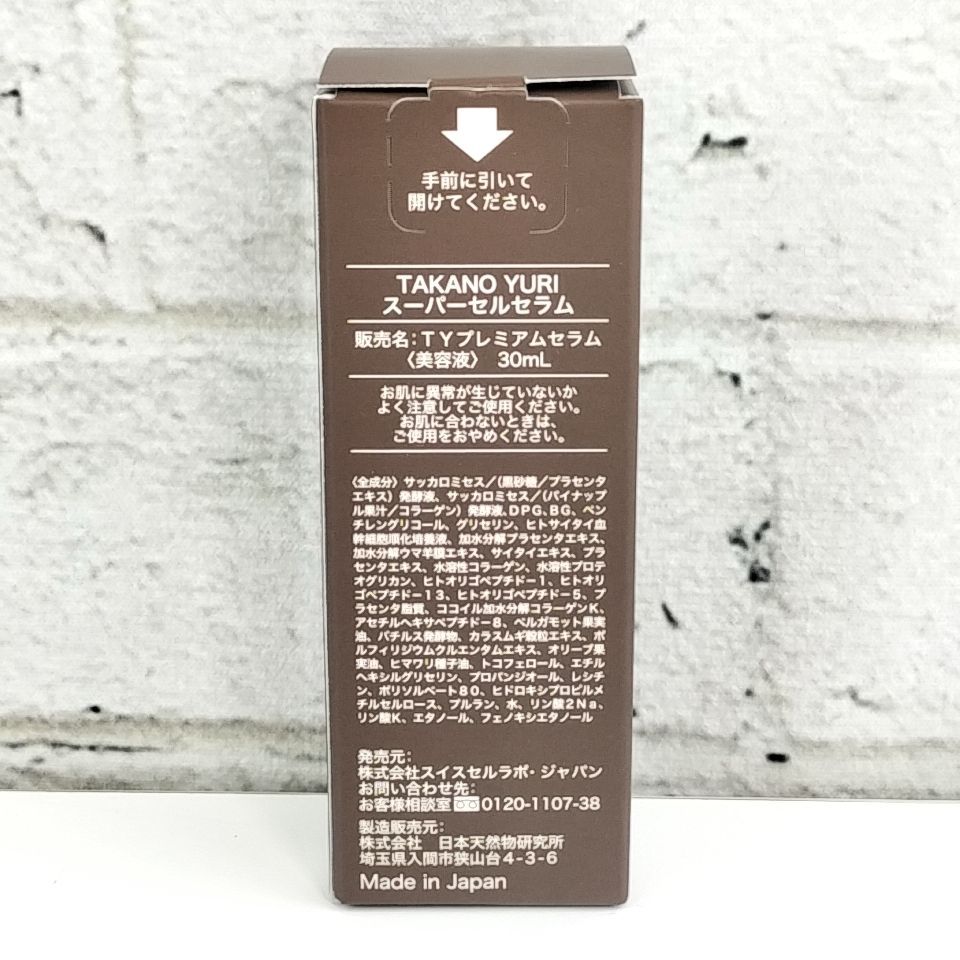 手前に引いて
開けてください。
TAKANO YURI
スーパーセルセラム
販売名：ＴＹプレミアムセラム
〈美容液〉 30mL
お肌に異常が生じていないか
よく注意してご使用ください。
お肌に合わないときは、
ご使用をおやめください。
〈全成分〉サッカロミセス／（黒砂糖／プラセンタ
エキス）発酵液、サッカロミセス／（パイナップ
ル果汁／コラーゲン）発酵液、DPG、BG、ペン
チレングリコール、グリセリン、ヒトサイタイ血
幹細胞順化培養液、加水分解プラセンタエキス、
加水分解ウマ羊膜エキス、サイタイエキス、プラ
センタエキス、水溶性コラーゲン、水溶性プロテ
オグリカン、ヒトオリゴペプチド－１、ヒトオリ
ゴペプチド－１３、ヒトオリゴペプチド－５、プ
ラセンタ脂質、ココイル加水分解コラーゲンＫ、
アセチルヘキサペプチド－８、ベルガモット果実
油、バチルス発酵物、カラスムギ穀粒エキス、ポ
ルフィリジウムクルエンタムエキス、オリーブ果
実油、ヒマワリ種子油、トコフェロール、エチル
ヘキシルグリセリン、プロパンジオール、レシチ
ン、ポリソルベート８０、ヒドロキシプロピルメ
チルセルロース、プルラン、水、リン酸２Ｎａ、
リン酸Ｋ、エタノール、フェノキシエタノール
発売元：
株式会社スイスセルラボ・ジャパン
お問い合わせ先：
お客様相談室 0120-1107-38
製造販売元：
株式会社 日本天然物研究所
埼玉県入間市狭山台４-３-６
Made in Japan